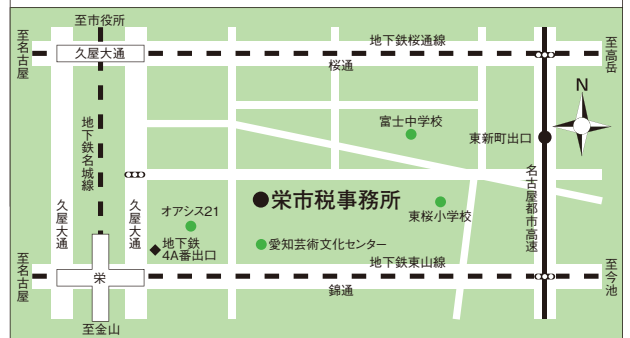 至市役所
至名古屋
久屋大通
地下鉄桜通線
桜通
至高岳
N
地下鉄名城線
富士中学校
東新町出口
名古屋都市高速
久屋大通
久屋大通
オアシス21
栄市税事務所
東桜小学校
地下鉄
4A番出口
愛知芸術文化センター
地下鉄東山線
至名古屋
栄
錦通
至今池
至金山